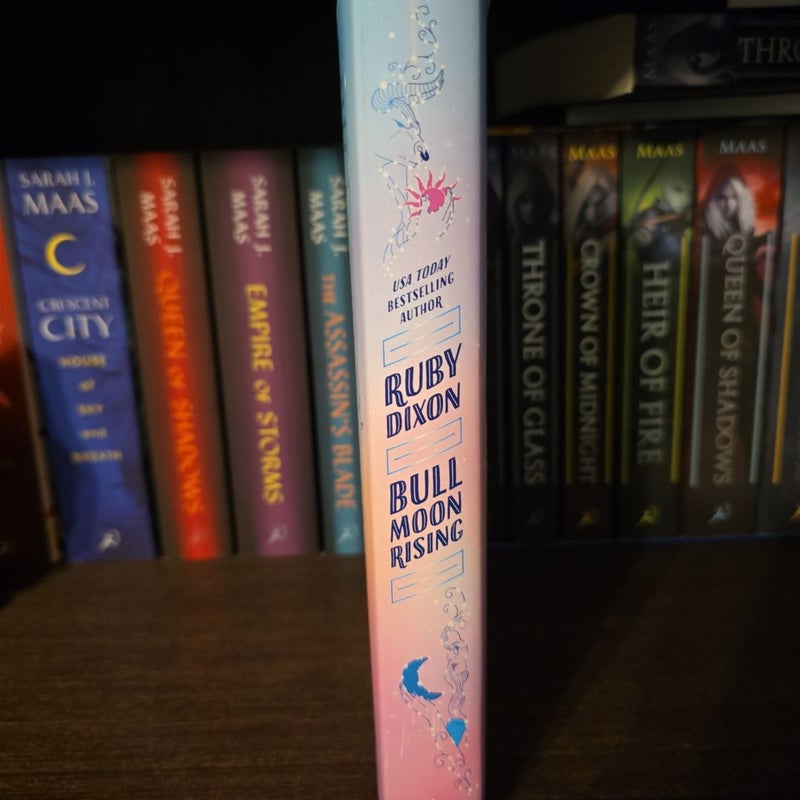 SARAH J.
MAAS
CRESCENT
CITY
HOUSE
of
SKY
and
BREATH
SARAH J.
MAAS
QUEEN OF SHADOWS
SARAH J.
MAAS
EMPIRE OF STORMS
SARAH J.
MAAS
THE ASSASSIN'S BLADE
USA TODAY
BESTSELLING
AUTHOR
RUBY
DIXON
BULL
MOON
RISING
MAAS
THRO
MAAS
THRONE OF GLASS
MAAS
CROWN OF MIDNIGHT
MAAS
HEIR OF FIRE
MAAS
QUEEN OF SHADOWS